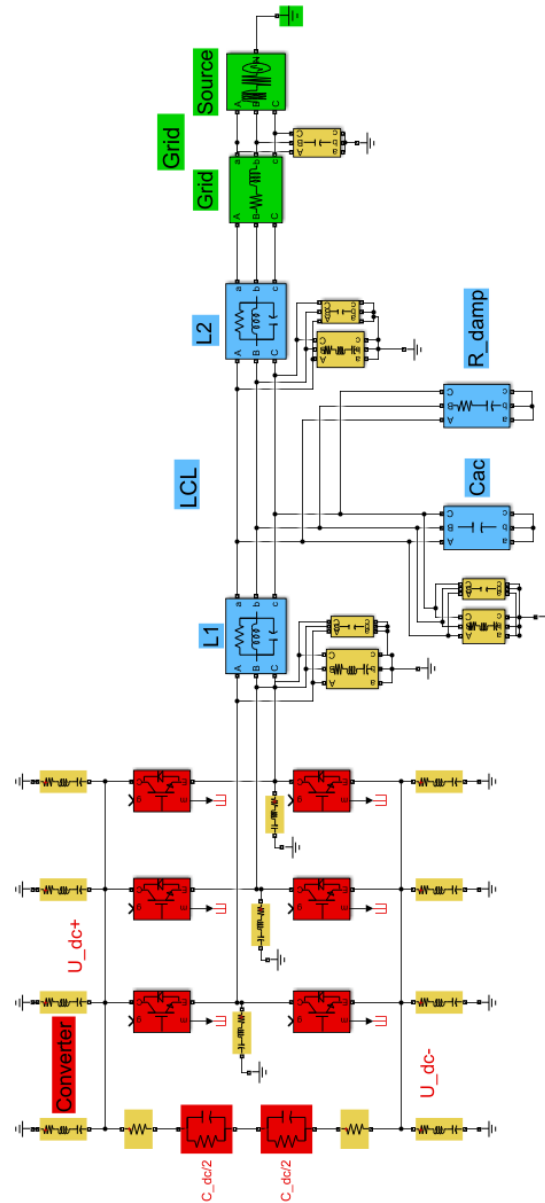 Converter
U_dc+
C_dc/2
C_dc/2
U_dc-
g C
m E
g C
m E
g C
m E
g C
m E
g C
m E
g C
m E
LCL
L1
A a
B b
C c
L2
A a
B b
C c
Grid
Grid
A a
B b
C c
Source
A
B
C
N
Cac
A B C
a b c
R_damp
A B C
a b c